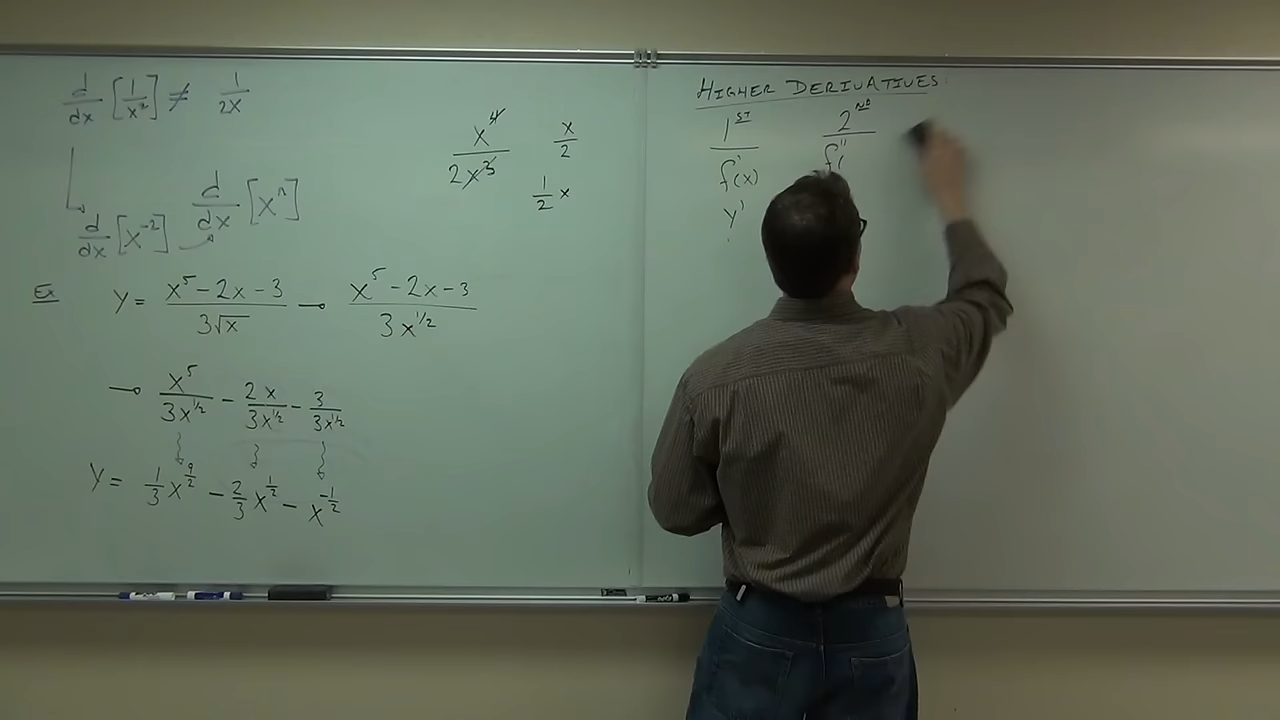 d/dx [1/x²] ≠ 1/2x
d/dx [x⁻²]
d/dx [xⁿ]
Ex y = (x⁵ - 2x - 3)/(3√x) → (x⁵ - 2x - 3)/(3x^(1/2))
→ x⁵/(3x^(1/2)) - 2x/(3x^(1/2)) - 3/(3x^(1/2))
y = 1/3 x^(9/2) - 2/3 x^(1/2) - x^(-1/2)
x⁴/2x³
x/2
1/2 x
HIGHER DERIVATIVES:
1ST 2ND
f'(x) f''(
y'